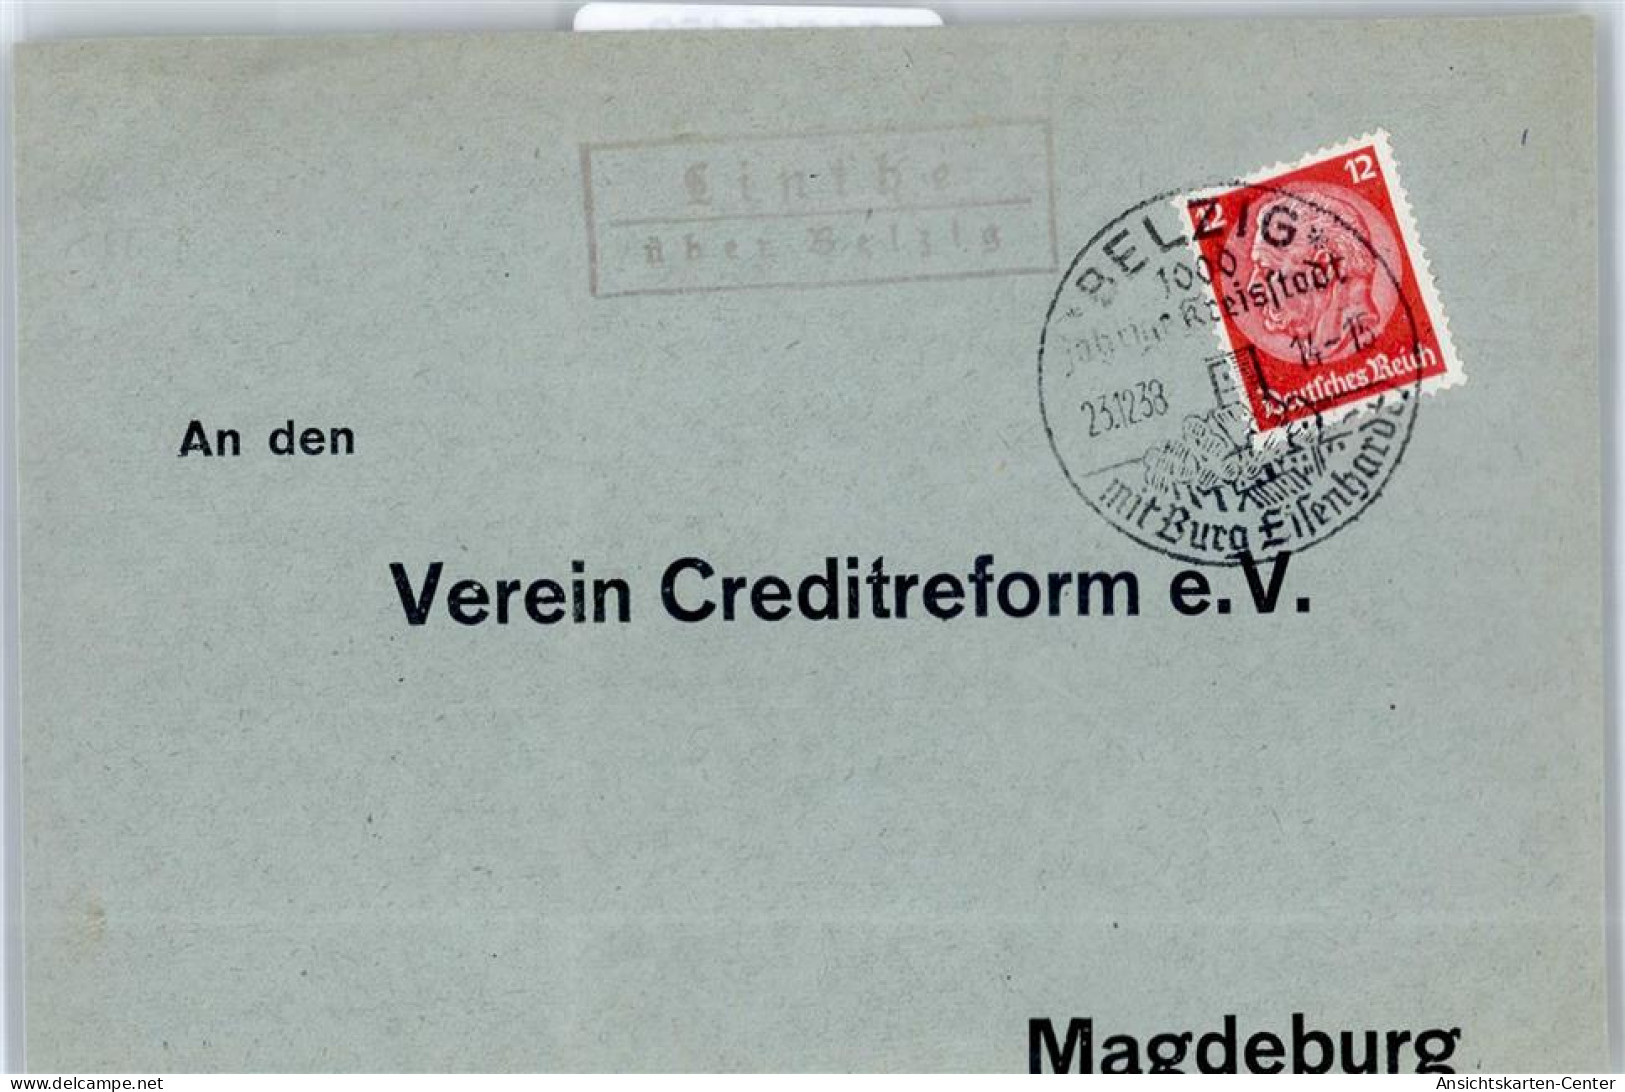 Linthe
über Belzig
12
12
Deutsches Reich
* BELZIG *
1000
jährige Kreisstadt
14-15
23.12.38
mit Burg Eisenhardt
An den
Verein Creditreform e.V.
Magdeburg
delcampe.net
Ansichtskarten-Center